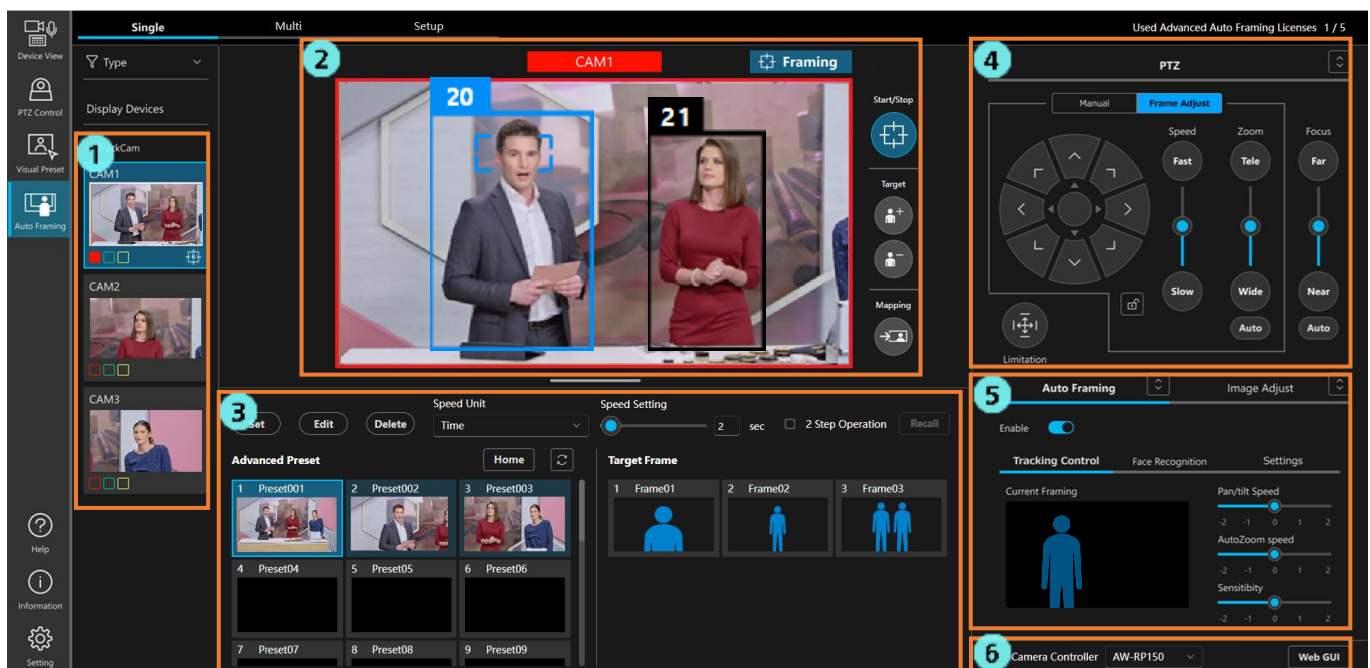 Single
Multi
Setup
Used Advanced Auto Framing Licenses 1 / 5
Device View
PTZ Control
Visual Preset
Auto Framing
Help
Information
Setting
Type
Display Devices
1
CAM1
CAM2
CAM3
2
CAM1
Framing
20
21
Start/Stop
Target
Mapping
3
Edit
Delete
Speed Unit
Time
Speed Setting
2 sec
2 Step Operation
Recall
Advanced Preset
Home
1 Preset001
2 Preset002
3 Preset003
4 Preset04
5 Preset05
6 Preset06
7 Preset07
8 Preset08
9 Preset09
Target Frame
1 Frame01
2 Frame02
3 Frame03
4
PTZ
Manual
Frame Adjust
Speed
Zoom
Focus
Fast
Tele
Far
Slow
Wide
Near
Auto
Auto
Limitation
5
Auto Framing
Image Adjust
Enable
Tracking Control
Face Recognition
Settings
Current Framing
Pan/tilt Speed
-2 -1 0 1 2
AutoZoom speed
-2 -1 0 1 2
Sensitibity
-2 -1 0 1 2
6
Camera Controller
AW-RP150
Web GUI